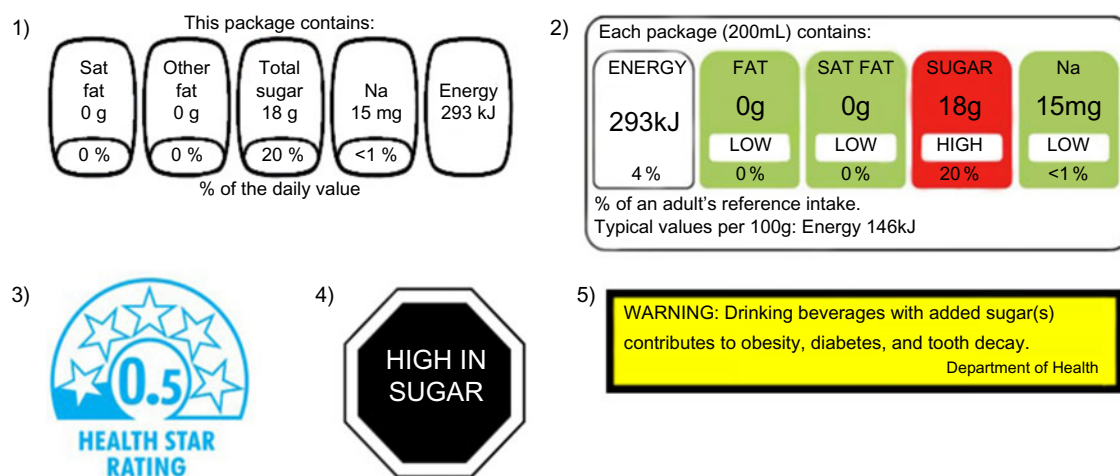 1)
This package contains:
Sat
fat
0 g
0 %
Other
fat
0 g
0 %
Total
sugar
18 g
20 %
Na
15 mg
<1 %
Energy
293 kJ
% of the daily value
2)
Each package (200mL) contains:
ENERGY
293kJ
4 %
FAT
0g
LOW
0 %
SAT FAT
0g
LOW
0 %
SUGAR
18g
HIGH
20 %
Na
15mg
LOW
<1 %
% of an adult’s reference intake.
Typical values per 100g: Energy 146kJ
3)
0.5
HEALTH STAR
RATING
4)
HIGH IN
SUGAR
5)
WARNING: Drinking beverages with added sugar(s)
contributes to obesity, diabetes, and tooth decay.
Department of Health